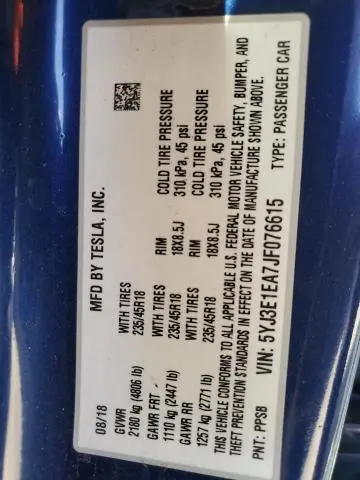 MFD BY TESLA, INC.
08/18
GVWR
2180 kg (4806 lb)
WITH TIRES
235/45R18
RIM
18X8.5J
COLD TIRE PRESSURE
310 kPa, 45 psi
GAWR FRT
1110 kg (2447 lb)
WITH TIRES
235/45R18
RIM
18X8.5J
COLD TIRE PRESSURE
310 kPa, 45 psi
GAWR RR
1257 kg (2771 lb)
WITH TIRES
235/45R18
THIS VEHICLE CONFORMS TO ALL APPLICABLE U.S. FEDERAL MOTOR VEHICLE SAFETY, BUMPER, AND
THEFT PREVENTION STANDARDS IN EFFECT ON THE DATE OF MANUFACTURE SHOWN ABOVE.
VIN: 5YJ3E1EA7JF076615
PNT: PPSB
TYPE: PASSENGER CAR